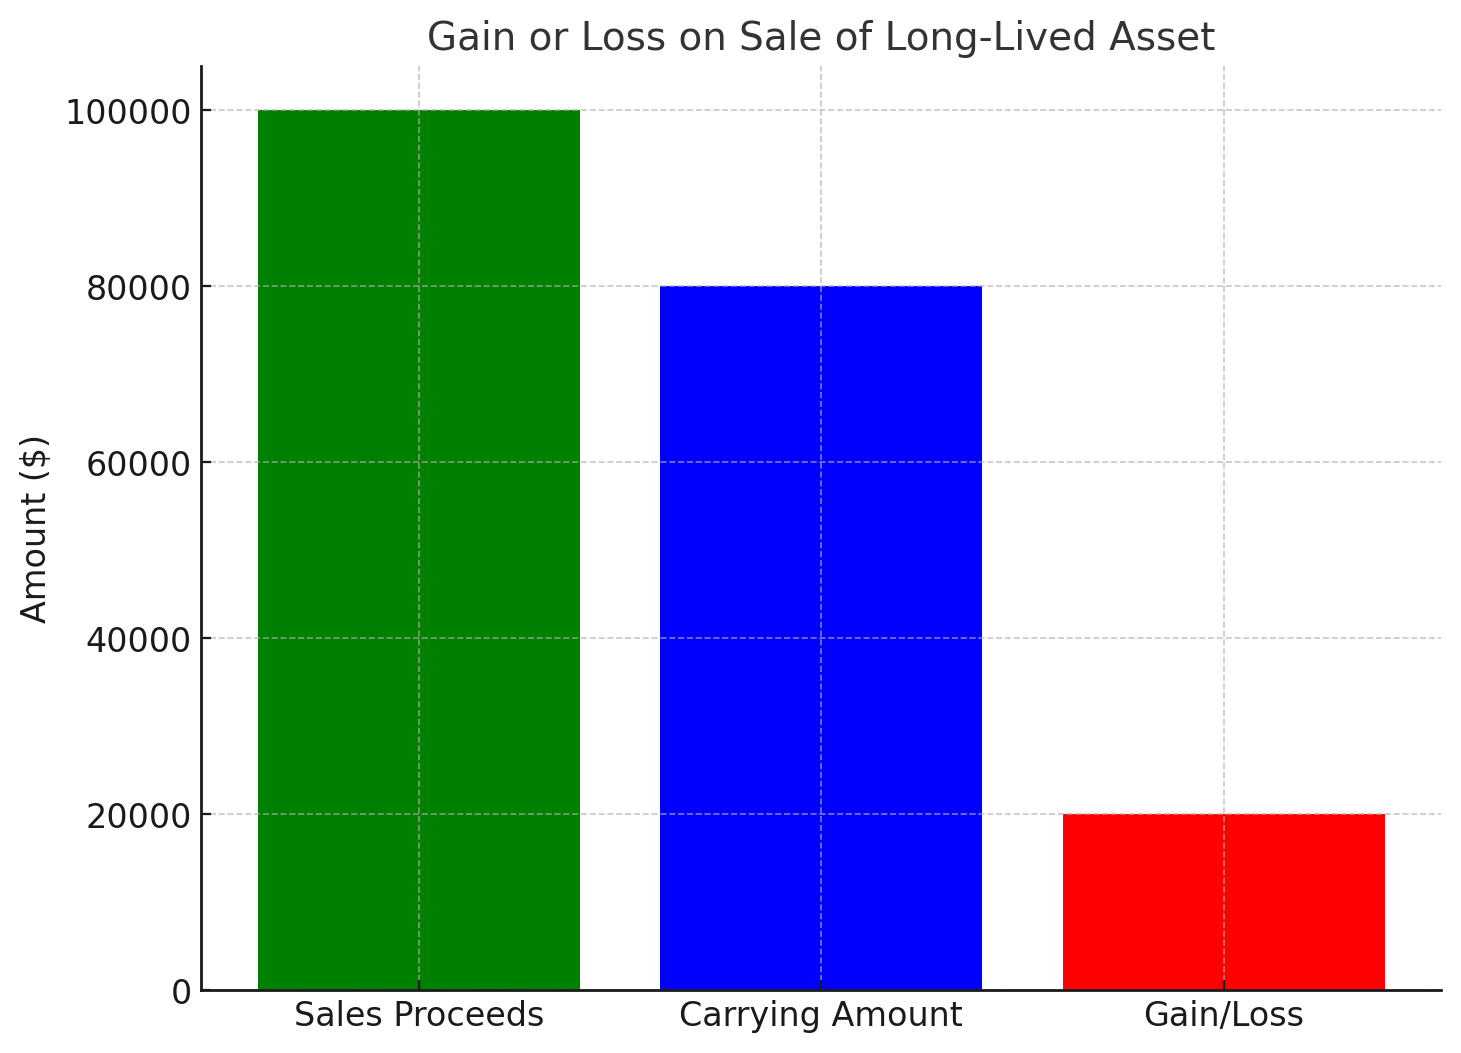 Gain or Loss on Sale of Long-Lived Asset
Amount ($)
100000
80000
60000
40000
20000
0
Sales Proceeds
Carrying Amount
Gain/Loss